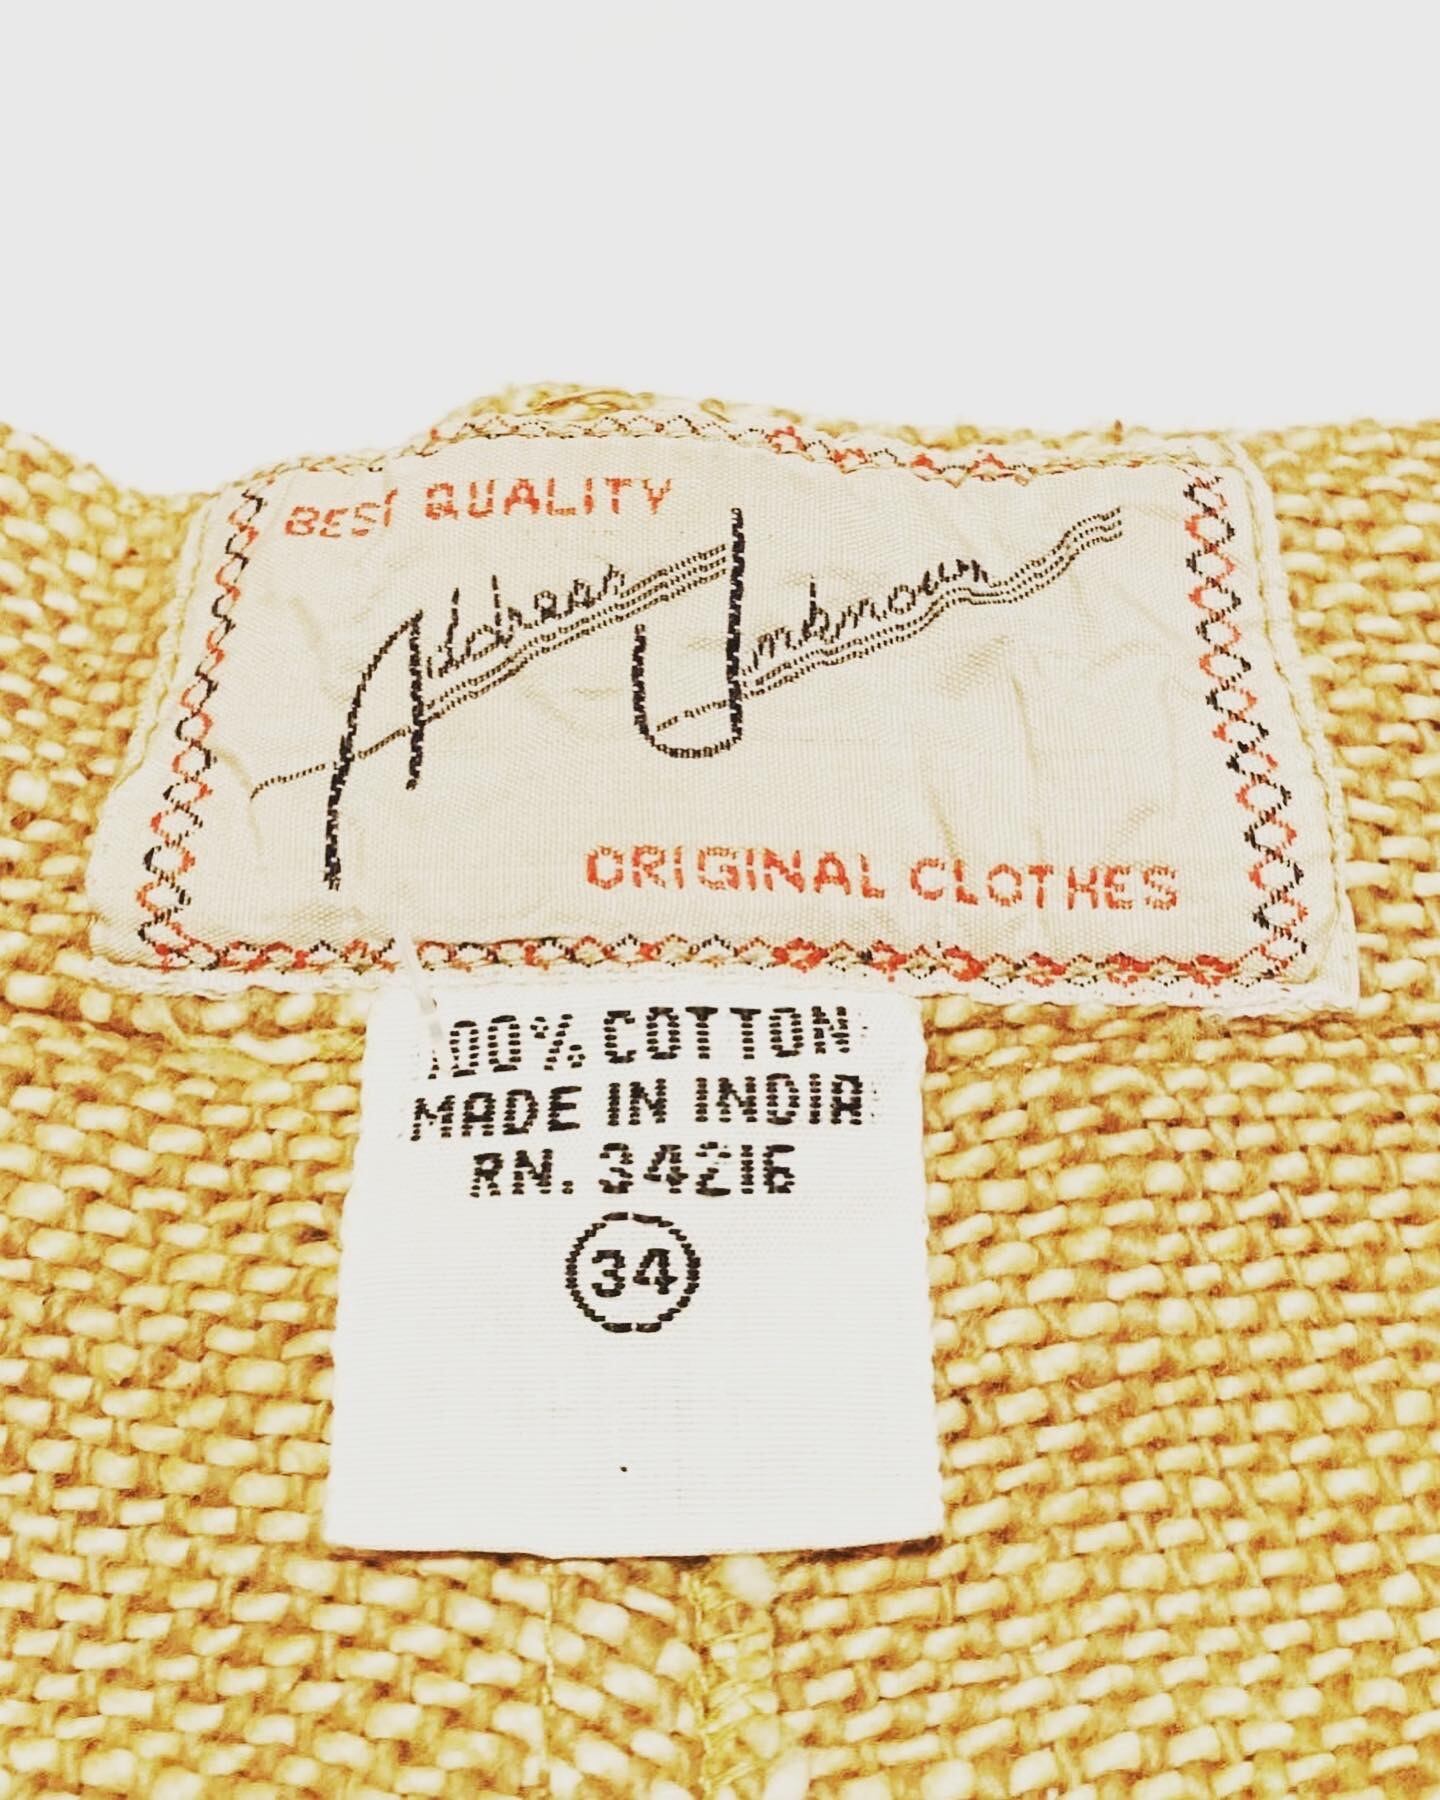 BEST QUALITY
Address Unknown
ORIGINAL CLOTHES
100% COTTON
MADE IN INDIA
RN. 34216
34